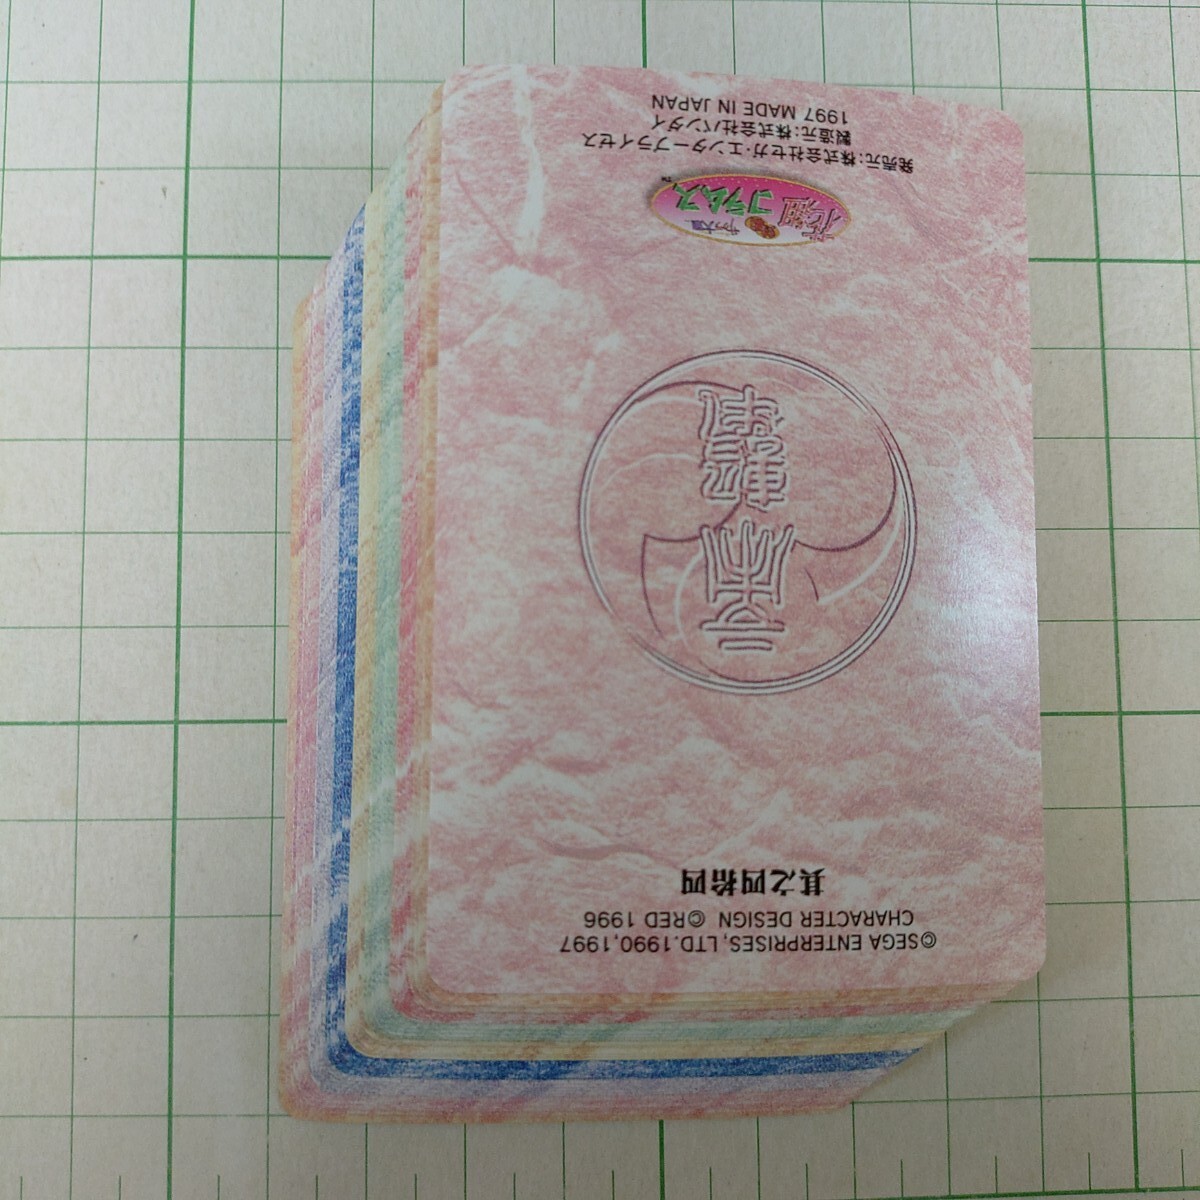 ©SEGA ENTERPRISES,LTD.1990,1997
CHARACTER DESIGN ©RED 1996
其之四拾四
花組
コラムス™
発売元:株式会社セガ・エンタープライゼス
製造元:株式会社バンダイ
1997 MADE IN JAPAN